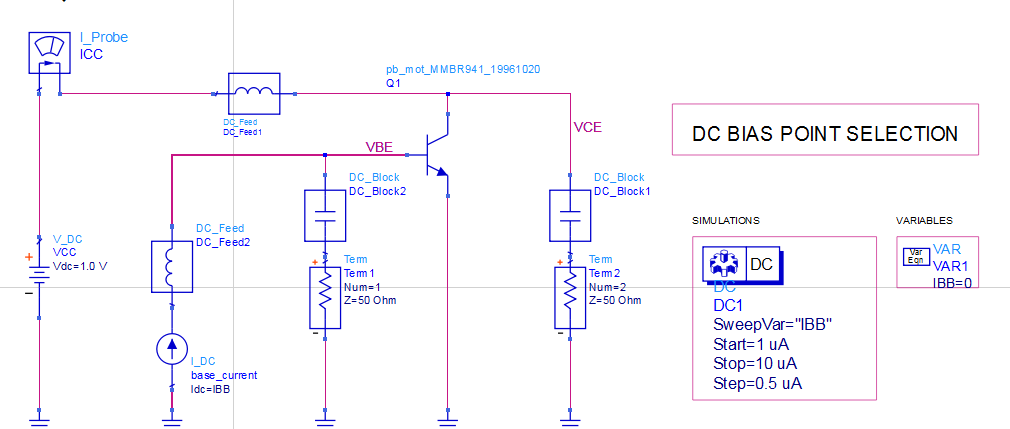 I_Probe
ICC
pb_mot_MMBR941_19961020
Q1
DC_Feed
DC_Feed1
VCE
DC BIAS POINT SELECTION
VBE
DC_Block
DC_Block2
DC_Block
DC_Block1
SIMULATIONS
VARIABLES
DC_Feed
DC_Feed2
V_DC
VCC
Vdc=1.0 V
Term
Term1
Num=1
Z=50 Ohm
Term
Term2
Num=2
Z=50 Ohm
DC
DC
DC1
SweepVar="IBB"
Start=1 uA
Stop=10 uA
Step=0.5 uA
Var
Eqn
VAR
VAR1
IBB=0
I_DC
base_current
Idc=IBB